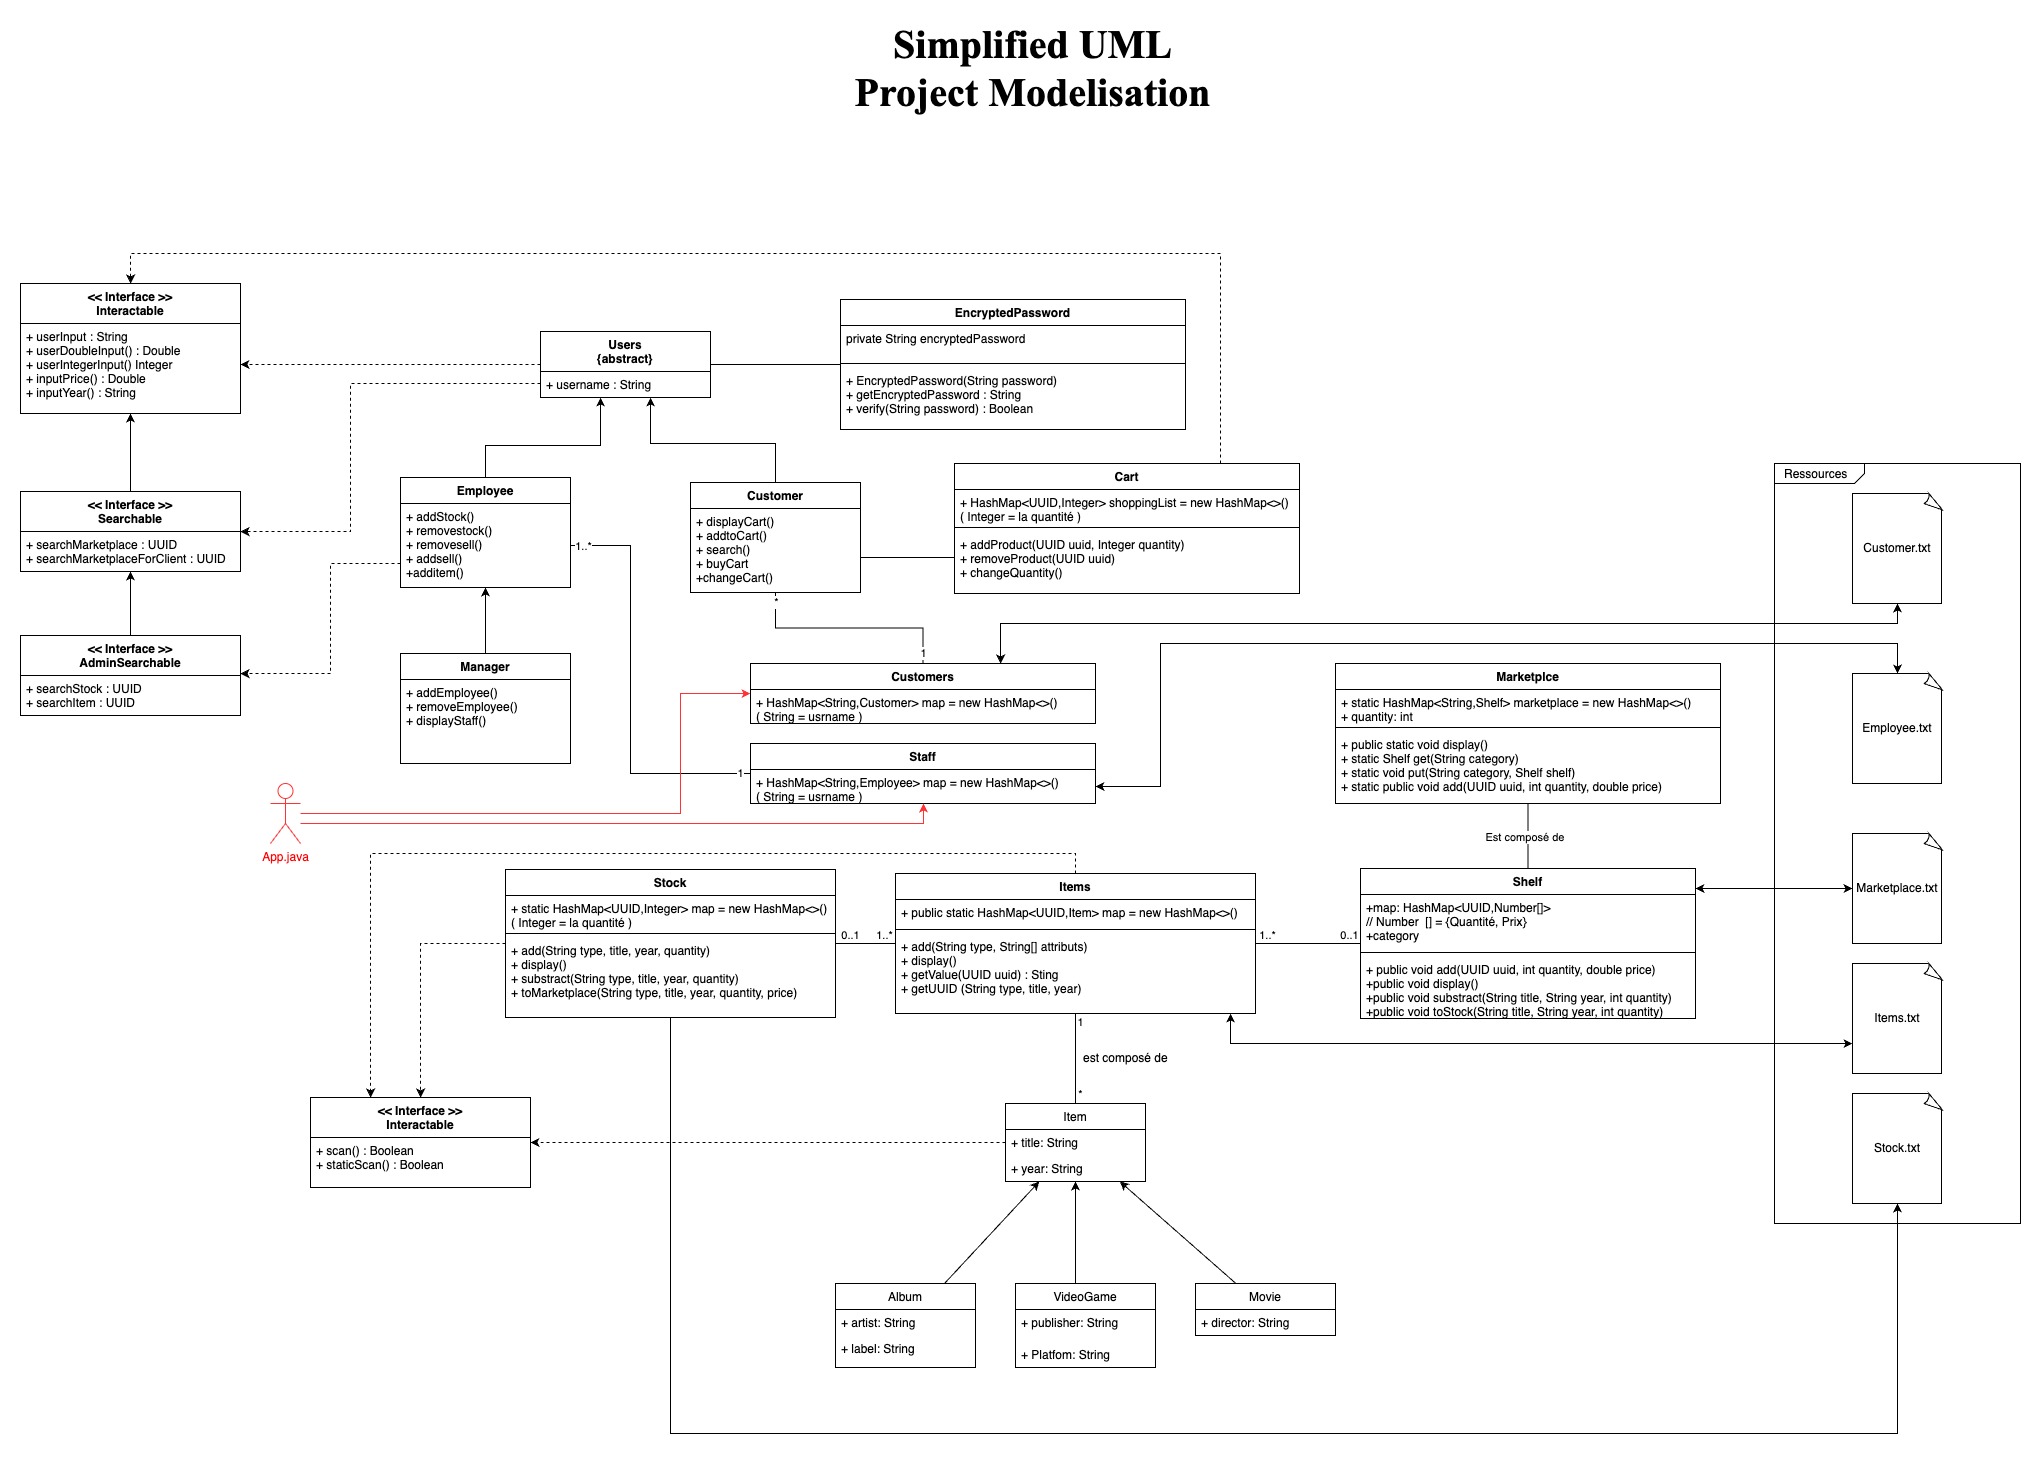 Simplified UML
Project Modelisation
<< Interface >>
Interactable
+ userInput : String
+ userDoubleInput() : Double
+ userIntegerInput() Integer
+ inputPrice() : Double
+ inputYear() : String
Users
{abstract}
+ username : String
EncryptedPassword
private String encryptedPassword
+ EncryptedPassword(String password)
+ getEncryptedPassword : String
+ verify(String password) : Boolean
<< Interface >>
Searchable
+ searchMarketplace : UUID
+ searchMarketplaceForClient : UUID
Employee
+ addStock()
+ removestock()
+ removesell()
+ addsell()
+additem()
1..*
Customer
+ displayCart()
+ addtoCart()
+ search()
+ buyCart
+changeCart()
*
1
Cart
+ HashMap<UUID,Integer> shoppingList = new HashMap<>()
( Integer = la quantité )
+ addProduct(UUID uuid, Integer quantity)
+ removeProduct(UUID uuid)
+ changeQuantity()
Ressources
Customer.txt
<< Interface >>
AdminSearchable
+ searchStock : UUID
+ searchItem : UUID
Manager
+ addEmployee()
+ removeEmployee()
+ displayStaff()
Customers
+ HashMap<String,Customer> map = new HashMap<>()
( String = usrname )
Staff
+ HashMap<String,Employee> map = new HashMap<>()
( String = usrname )
1
Marketplce
+ static HashMap<String,Shelf> marketplace = new HashMap<>()
+ quantity: int
+ public static void display()
+ static Shelf get(String category)
+ static void put(String category, Shelf shelf)
+ static public void add(UUID uuid, int quantity, double price)
Employee.txt
App.java
Est composé de
Stock
+ static HashMap<UUID,Integer> map = new HashMap<>()
( Integer = la quantité )
+ add(String type, title, year, quantity)
+ display()
+ substract(String type, title, year, quantity)
+ toMarketplace(String type, title, year, quantity, price)
0..1
1..*
Items
+ public static HashMap<UUID,Item> map = new HashMap<>()
+ add(String type, String[] attributs)
+ display()
+ getValue(UUID uuid) : Sting
+ getUUID (String type, title, year)
1..*
0..1
Shelf
+map: HashMap<UUID,Number[]>
// Number [] = {Quantité, Prix}
+category
+ public void add(UUID uuid, int quantity, double price)
+public void display()
+public void substract(String title, String year, int quantity)
+public void toStock(String title, String year, int quantity)
Marketplace.txt
Items.txt
1
est composé de
*
<< Interface >>
Interactable
+ scan() : Boolean
+ staticScan() : Boolean
Item
+ title: String
+ year: String
Stock.txt
Album
+ artist: String
+ label: String
VideoGame
+ publisher: String
+ Platfom: String
Movie
+ director: String